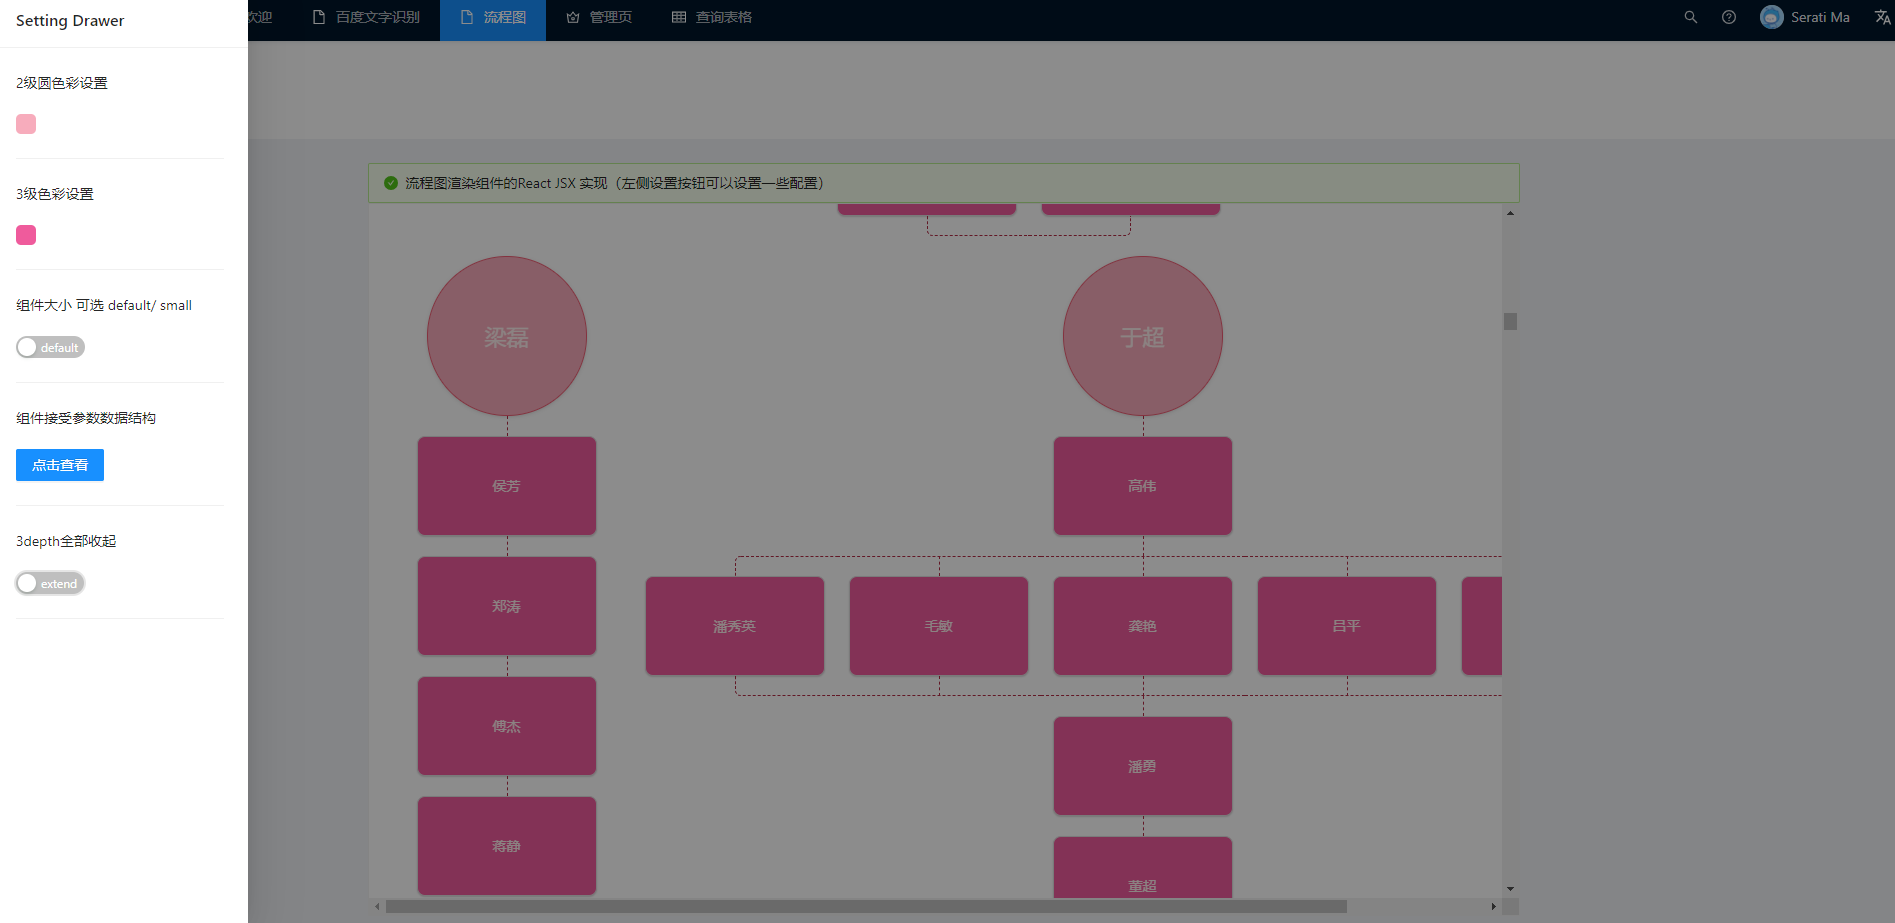 Setting Drawer
欢迎
百度文字识别
流程图
管理页
查询表格
Serati Ma
2级圆色彩设置
3级色彩设置
组件大小 可选 default/ small
default
组件接受参数数据结构
点击查看
3depth全部收起
extend
流程图渲染组件的React JSX 实现（左侧设置按钮可以设置一些配置）
梁磊
于超
侯芳
高伟
郑涛
潘秀英
毛敏
龚艳
吕平
傅杰
潘勇
蒋静
董超